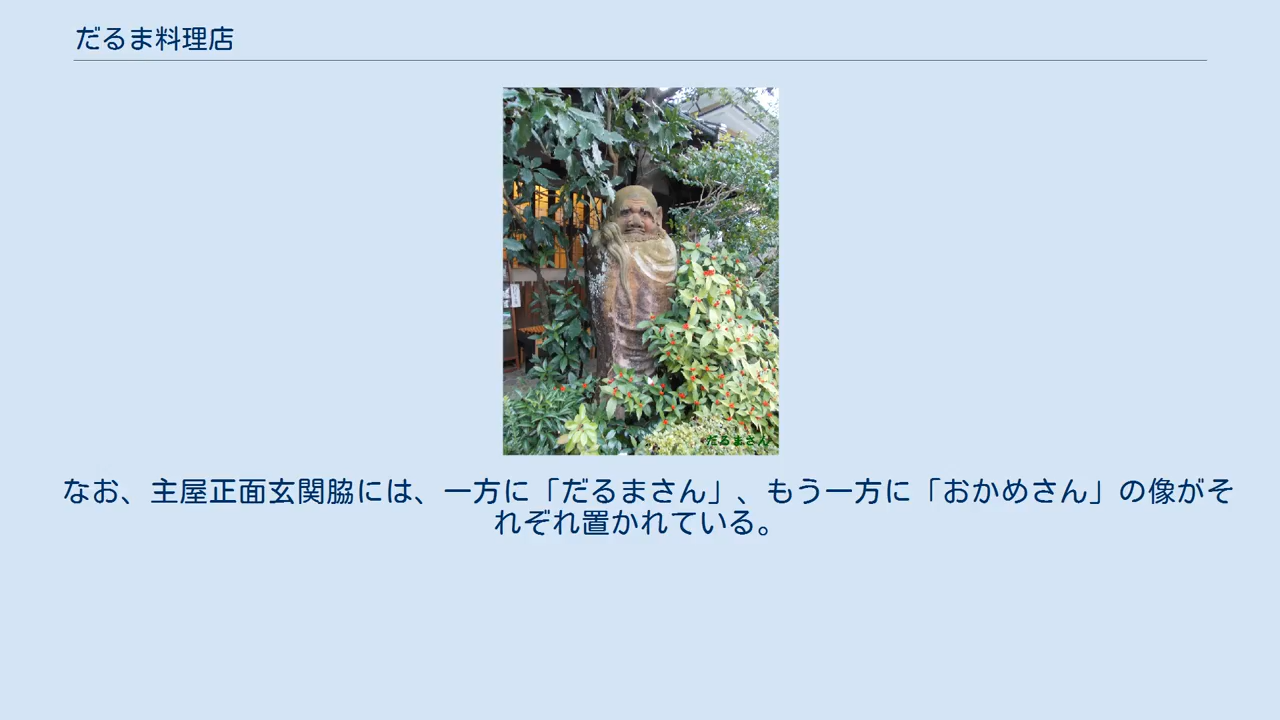 だるま料理店
だるまさん
なお、主屋正面玄関脇には、一方に「だるまさん」、もう一方に「おかめさん」の像がそ
れぞれ置かれている。